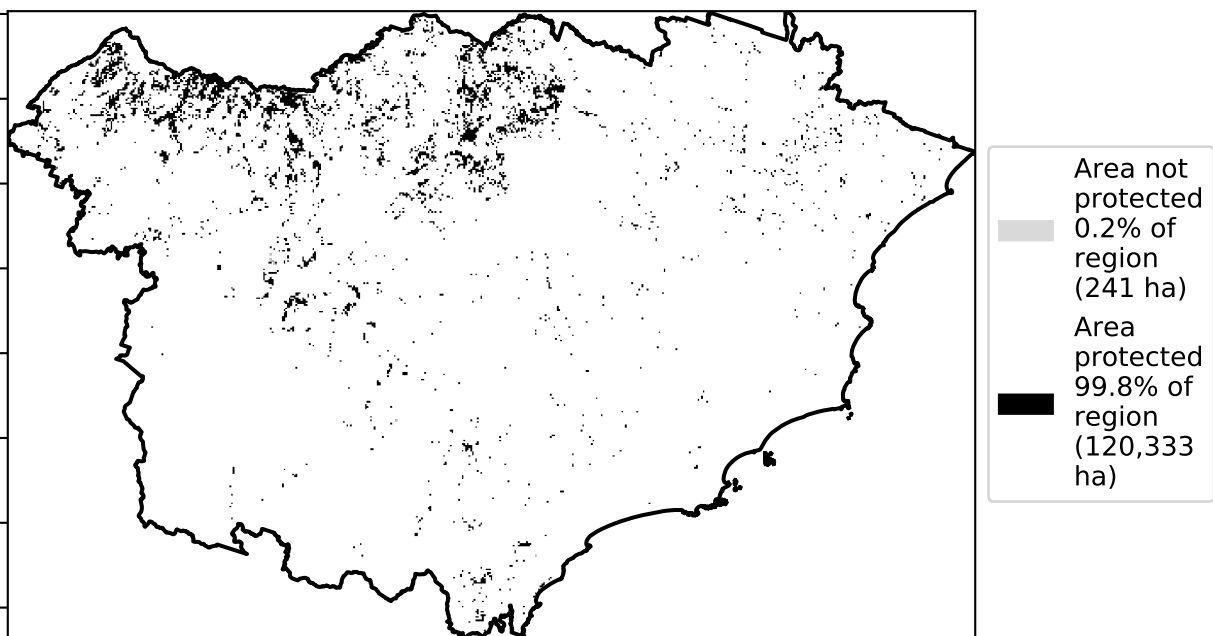 Area not
protected
0.2% of
region
(241 ha)
Area
protected
99.8% of
region
(120,333
ha)